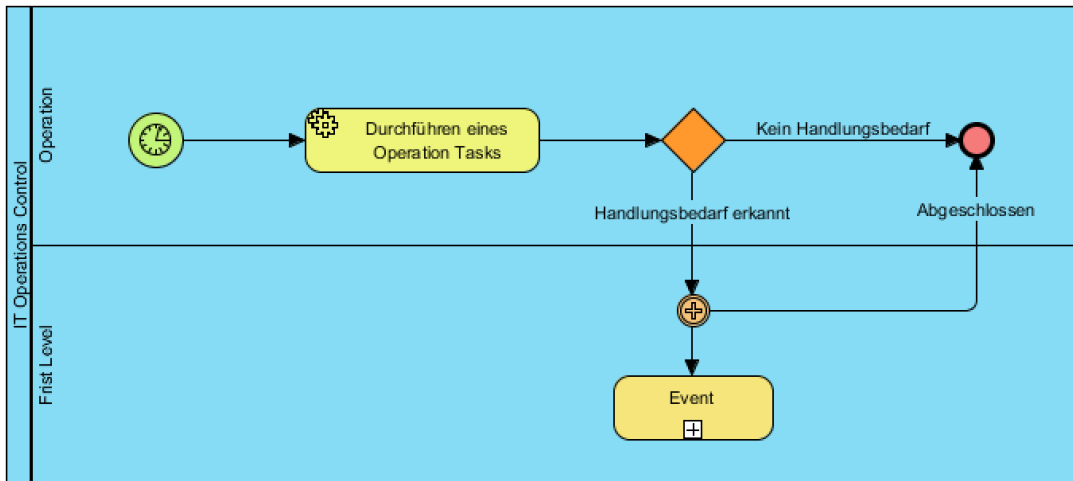 IT Operations Control
Operation
Durchführen eines
Operation Tasks
Kein Handlungsbedarf
Handlungsbedarf erkannt
Abgeschlossen
Frist Level
Event